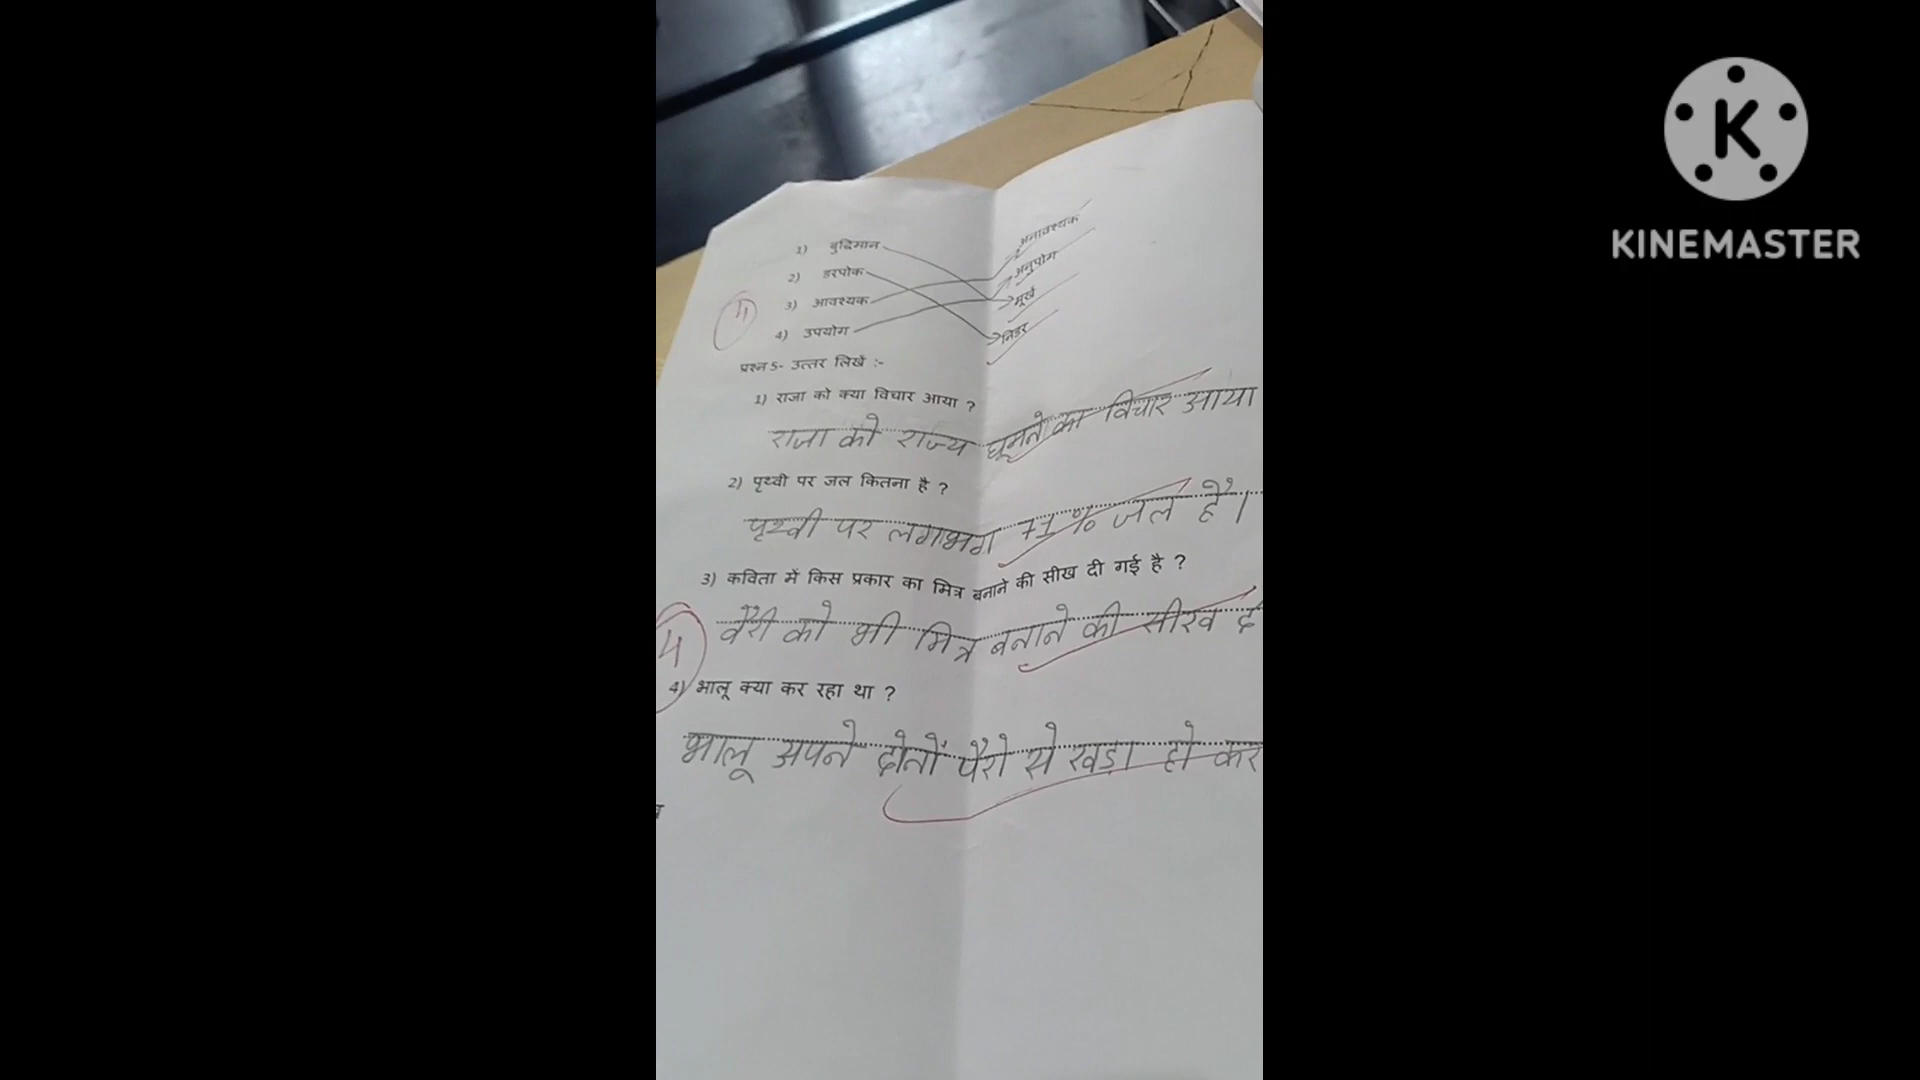 1) बुद्धिमान अनावश्यक
2) डरपोक अनुपोग
3) आवश्यक मूर्ख
4) उपयोग निडर
4
प्रश्न 5- उत्तर लिखें :-
1) राजा को क्या विचार आया ?
राजा को राज्य घूमने का विचार आया
2) पृथ्वी पर जल कितना है ?
पृथ्वी पर लगभग 71% जल है।
3) कविता में किस प्रकार का मित्र बनाने की सीख दी गई है ?
वैरी को भी मित्र बनाने की सीख दी
4
4) भालू क्या कर रहा था ?
भालू अपने दोनों पैरो से खड़ा हो कर
KINEMASTER